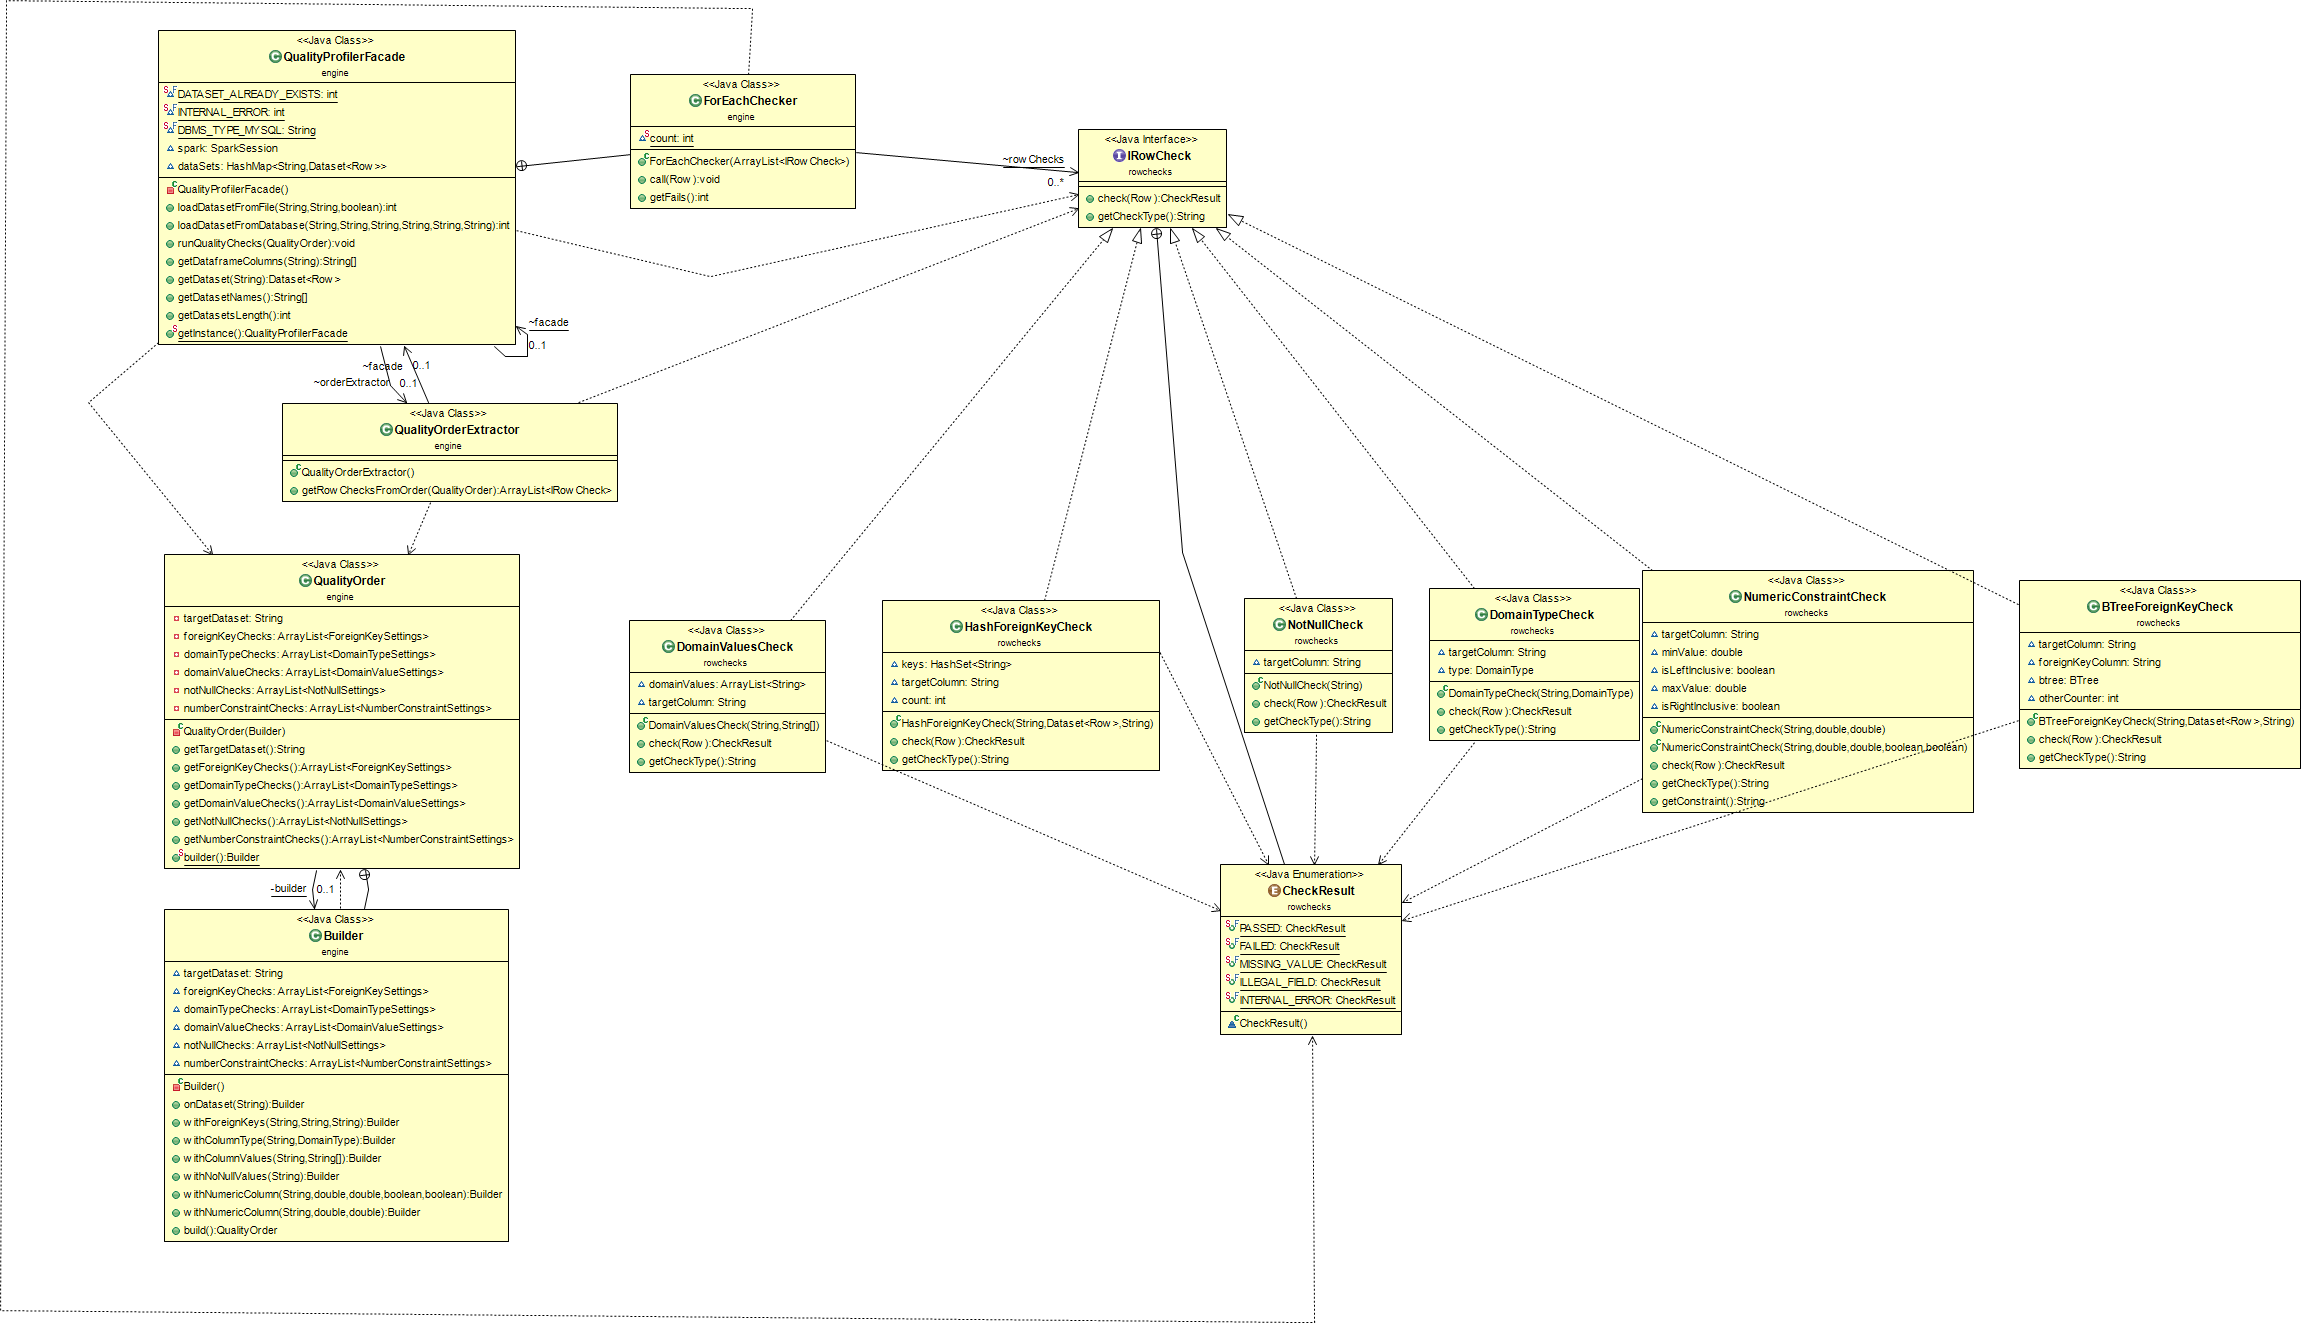 <<Java Class>>
QualityProfilerFacade
engine
DATASET_ALREADY_EXISTS: int
INTERNAL_ERROR: int
DBMS_TYPE_MYSQL: String
spark: SparkSession
dataSets: HashMap<String,Dataset<Row>>
QualityProfilerFacade()
loadDatasetFromFile(String,String,boolean):int
loadDatasetFromDatabase(String,String,String,String,String,String):int
runQualityChecks(QualityOrder):void
getDataframeColumns(String):String[]
getDataset(String):Dataset<Row>
getDatasetNames():String[]
getDatasetsLength():int
getInstance():QualityProfilerFacade
<<Java Class>>
ForEachChecker
engine
count: int
ForEachChecker(ArrayList<IRowCheck>)
call(Row):void
getFails():int
~rowChecks
0..*
<<Java Interface>>
IRowCheck
rowchecks
check(Row):CheckResult
getCheckType():String
~facade
0..1
~facade
0..1
~orderExtractor
0..1
<<Java Class>>
QualityOrderExtractor
engine
QualityOrderExtractor()
getRowChecksFromOrder(QualityOrder):ArrayList<IRowCheck>
<<Java Class>>
QualityOrder
engine
targetDataset: String
foreignKeyChecks: ArrayList<ForeignKeySettings>
domainTypeChecks: ArrayList<DomainTypeSettings>
domainValueChecks: ArrayList<DomainValueSettings>
notNullChecks: ArrayList<NotNullSettings>
numberConstraintChecks: ArrayList<NumberConstraintSettings>
QualityOrder(Builder)
getTargetDataset():String
getForeignKeyChecks():ArrayList<ForeignKeySettings>
getDomainTypeChecks():ArrayList<DomainTypeSettings>
getDomainValueChecks():ArrayList<DomainValueSettings>
getNotNullChecks():ArrayList<NotNullSettings>
getNumberConstraintChecks():ArrayList<NumberConstraintSettings>
builder():Builder
-builder
0..1
<<Java Class>>
Builder
engine
targetDataset: String
foreignKeyChecks: ArrayList<ForeignKeySettings>
domainTypeChecks: ArrayList<DomainTypeSettings>
domainValueChecks: ArrayList<DomainValueSettings>
notNullChecks: ArrayList<NotNullSettings>
numberConstraintChecks: ArrayList<NumberConstraintSettings>
Builder()
onDataset(String):Builder
withForeignKeys(String,String,String):Builder
withColumnType(String,DomainType):Builder
withColumnValues(String,String[]):Builder
withNoNullValues(String):Builder
withNumericColumn(String,double,double,boolean,boolean):Builder
withNumericColumn(String,double,double):Builder
build():QualityOrder
<<Java Class>>
DomainValuesCheck
rowchecks
domainValues: ArrayList<String>
targetColumn: String
DomainValuesCheck(String,String[])
check(Row):CheckResult
getCheckType():String
<<Java Class>>
HashForeignKeyCheck
rowchecks
keys: HashSet<String>
targetColumn: String
count: int
HashForeignKeyCheck(String,Dataset<Row>,String)
check(Row):CheckResult
getCheckType():String
<<Java Class>>
NotNullCheck
rowchecks
targetColumn: String
NotNullCheck(String)
check(Row):CheckResult
getCheckType():String
<<Java Class>>
DomainTypeCheck
rowchecks
targetColumn: String
type: DomainType
DomainTypeCheck(String,DomainType)
check(Row):CheckResult
getCheckType():String
<<Java Class>>
NumericConstraintCheck
rowchecks
targetColumn: String
minValue: double
isLeftInclusive: boolean
maxValue: double
isRightInclusive: boolean
NumericConstraintCheck(String,double,double)
NumericConstraintCheck(String,double,double,boolean,boolean)
check(Row):CheckResult
getCheckType():String
getConstraint():String
<<Java Class>>
BTreeForeignKeyCheck
rowchecks
targetColumn: String
foreignKeyColumn: String
btree: BTree
otherCounter: int
BTreeForeignKeyCheck(String,Dataset<Row>,String)
check(Row):CheckResult
getCheckType():String
<<Java Enumeration>>
CheckResult
rowchecks
PASSED: CheckResult
FAILED: CheckResult
MISSING_VALUE: CheckResult
ILLEGAL_FIELD: CheckResult
INTERNAL_ERROR: CheckResult
CheckResult()